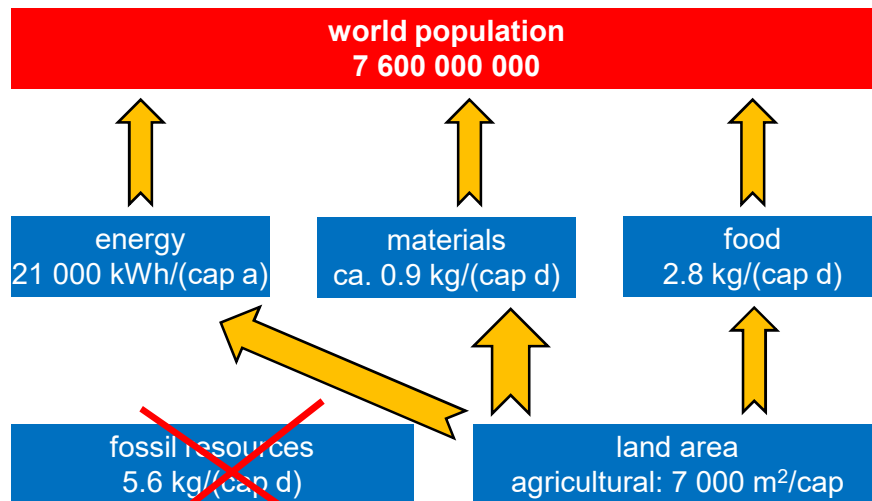 world population
7 600 000 000
energy
21 000 kWh/(cap a)
materials
ca. 0.9 kg/(cap d)
food
2.8 kg/(cap d)
fossil resources
5.6 kg/(cap d)
land area
agricultural: 7 000 m²/cap